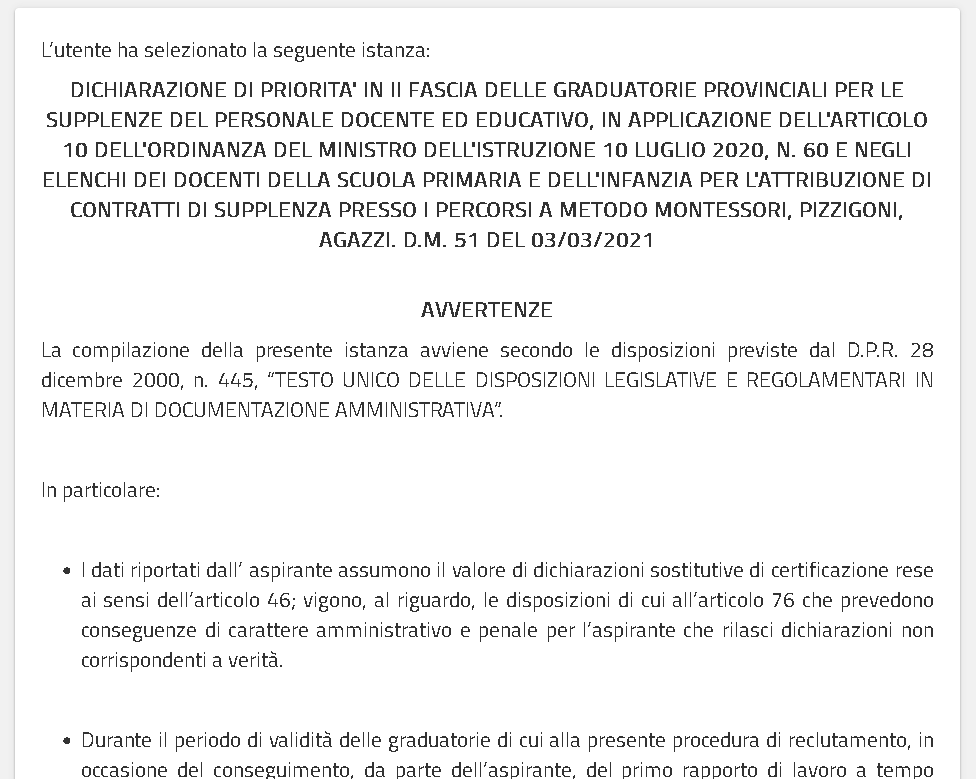 L’utente ha selezionato la seguente istanza:
DICHIARAZIONE DI PRIORITA' IN II FASCIA DELLE GRADUATORIE PROVINCIALI PER LE
SUPPLENZE DEL PERSONALE DOCENTE ED EDUCATIVO, IN APPLICAZIONE DELL'ARTICOLO
10 DELL'ORDINANZA DEL MINISTRO DELL'ISTRUZIONE 10 LUGLIO 2020, N. 60 E NEGLI
ELENCHI DEI DOCENTI DELLA SCUOLA PRIMARIA E DELL'INFANZIA PER L'ATTRIBUZIONE DI
CONTRATTI DI SUPPLENZA PRESSO I PERCORSI A METODO MONTESSORI, PIZZIGONI,
AGAZZI. D.M. 51 DEL 03/03/2021
AVVERTENZE
La compilazione della presente istanza avviene secondo le disposizioni previste dal D.P.R. 28
dicembre 2000, n. 445, “TESTO UNICO DELLE DISPOSIZIONI LEGISLATIVE E REGOLAMENTARI IN
MATERIA DI DOCUMENTAZIONE AMMINISTRATIVA”.
In particolare:
• I dati riportati dall’ aspirante assumono il valore di dichiarazioni sostitutive di certificazione rese
ai sensi dell’articolo 46; vigono, al riguardo, le disposizioni di cui all’articolo 76 che prevedono
conseguenze di carattere amministrativo e penale per l’aspirante che rilasci dichiarazioni non
corrispondenti a verità.
• Durante il periodo di validità delle graduatorie di cui alla presente procedura di reclutamento, in
occasione del conseguimento, da parte dell’aspirante, del primo rapporto di lavoro a tempo